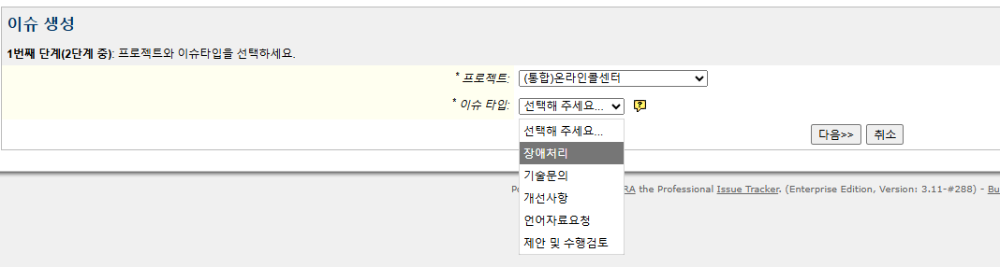 이슈 생성
1번째 단계(2단계 중): 프로젝트와 이슈타입을 선택하세요.
* 프로젝트: (통합)온라인콜센터
* 이슈 타입: 선택해 주세요... ?
선택해 주세요...
장애처리
기술문의
개선사항
언어자료요청
제안 및 수행검토
다음>> 취소
RA the Professional Issue Tracker. (Enterprise Edition, Version: 3.11-#288) - Bu